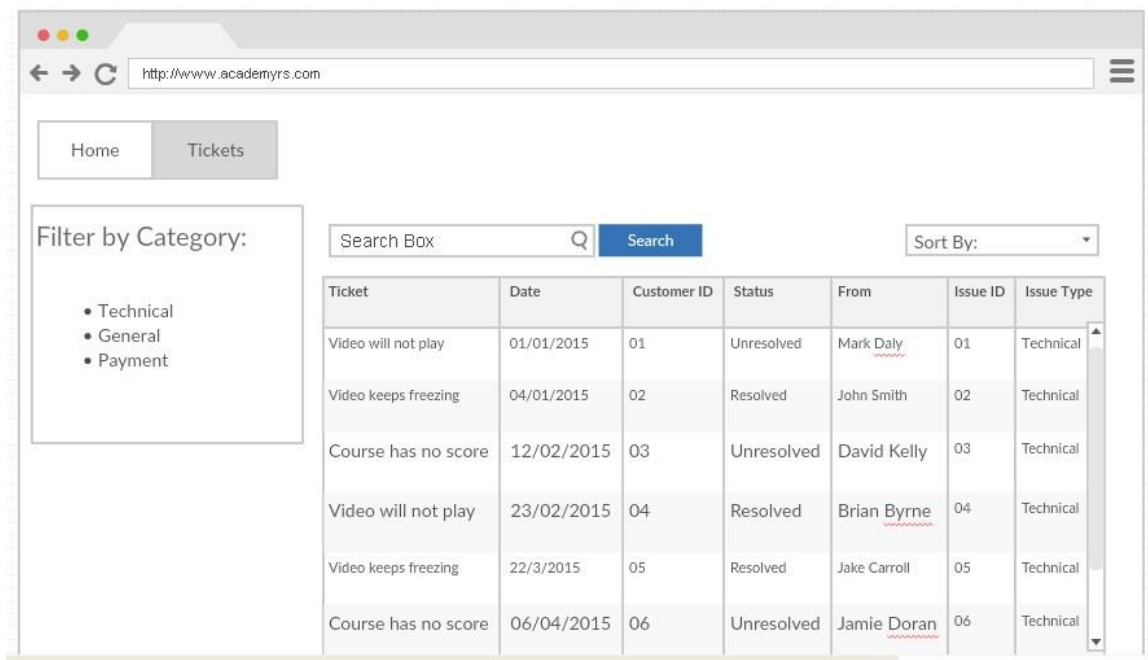 http://www.academyrs.com
Home Tickets
Filter by Category:
• Technical
• General
• Payment
Search Box Search Sort By:
Ticket Date Customer ID Status From Issue ID Issue Type
Video will not play 01/01/2015 01 Unresolved Mark Daly 01 Technical
Video keeps freezing 04/01/2015 02 Resolved John Smith 02 Technical
Course has no score 12/02/2015 03 Unresolved David Kelly 03 Technical
Video will not play 23/02/2015 04 Resolved Brian Byrne 04 Technical
Video keeps freezing 22/3/2015 05 Resolved Jake Carroll 05 Technical
Course has no score 06/04/2015 06 Unresolved Jamie Doran 06 Technical